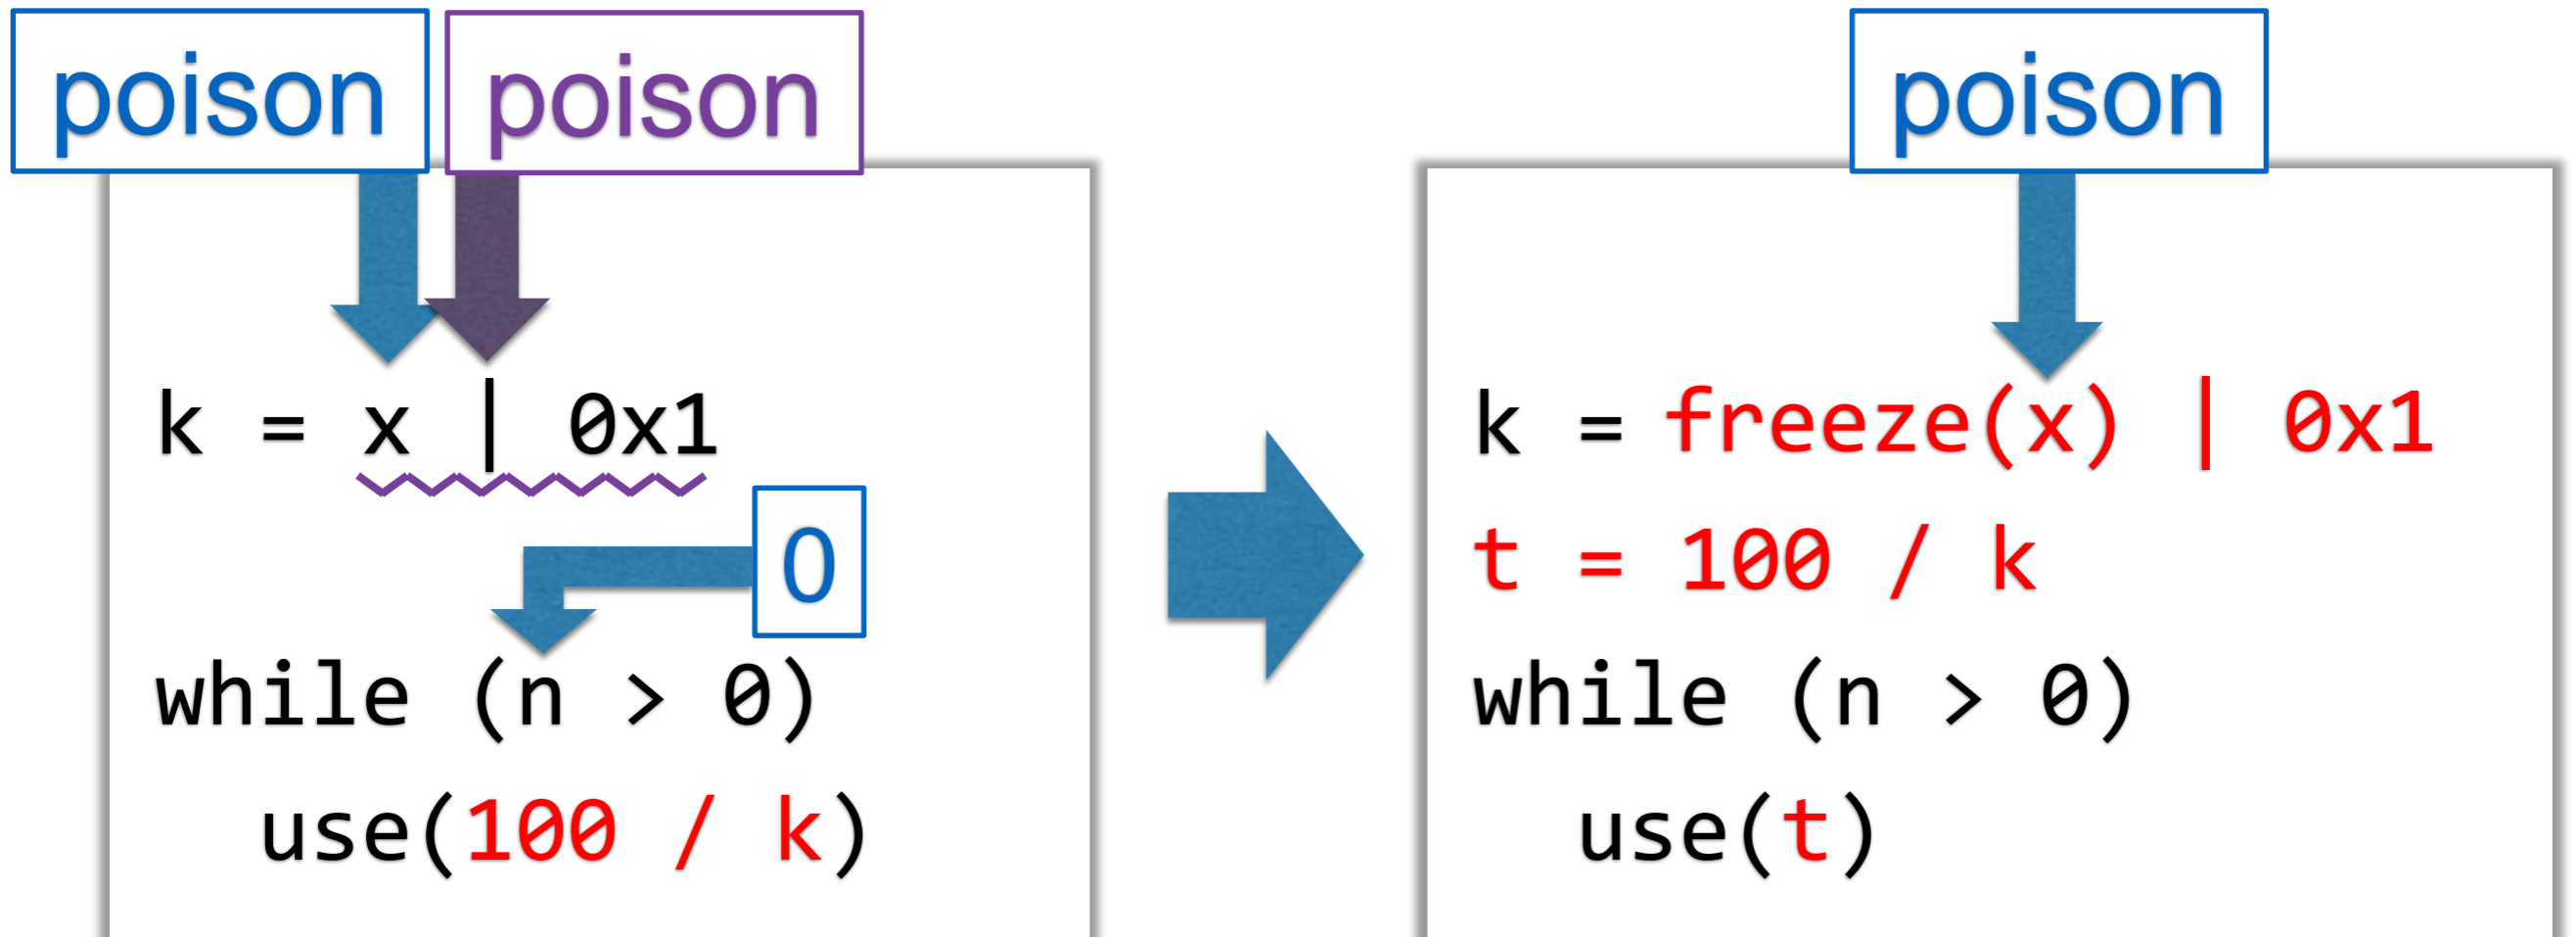 poison
poison
k = x | 0x1
0
while (n > 0)
use(100 / k)
poison
k = freeze(x) | 0x1
t = 100 / k
while (n > 0)
use(t)